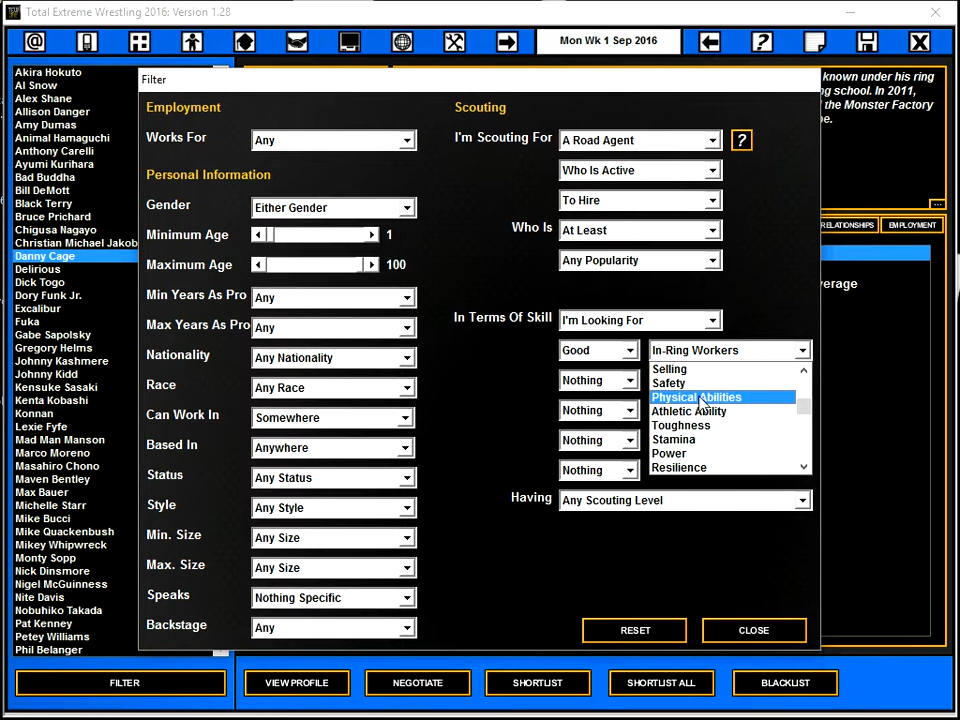 Total Extreme Wrestling 2016: Version 1.28
Mon Wk 1 Sep 2016
Akira Hokuto
Al Snow
Alex Shane
Allison Danger
Amy Dumas
Animal Hamaguchi
Anthony Carelli
Ayumi Kurihara
Bad Buddha
Bill DeMott
Black Terry
Bruce Prichard
Chigusa Nagayo
Christian Michael Jakob
Danny Cage
Delirious
Dick Togo
Dory Funk Jr.
Excalibur
Fuka
Gabe Sapolsky
Gregory Helms
Johnny Kashmere
Johnny Kidd
Kensuke Sasaki
Kenta Kobashi
Konnan
Lexie Fyfe
Mad Man Manson
Marco Moreno
Masahiro Chono
Maven Bentley
Max Bauer
Michelle Starr
Mike Bucci
Mike Quackenbush
Mikey Whipwreck
Monty Sopp
Nick Dinsmore
Nigel McGuinness
Nite Davis
Nobuhiko Takada
Pat Kenney
Petey Williams
Phil Belanger
Filter
Employment
Works For Any
Personal Information
Gender Either Gender
Minimum Age 1
Maximum Age 100
Min Years As Pro Any
Max Years As Pro Any
Nationality Any Nationality
Race Any Race
Can Work In Somewhere
Based In Anywhere
Status Any Status
Style Any Style
Min. Size Any Size
Max. Size Any Size
Speaks Nothing Specific
Backstage Any
Scouting
I'm Scouting For A Road Agent ?
Who Is Active
To Hire
Who Is At Least
Any Popularity
In Terms Of Skill I'm Looking For
Good In-Ring Workers
Selling
Safety
Nothing
Physical Abilities
Athletic Ability
Nothing
Toughness
Stamina
Nothing
Power
Resilience
Nothing
Having Any Scouting Level
RESET CLOSE
known under his ring
g school. In 2011,
d the Monster Factory
be.
...
RELATIONSHIPS EMPLOYMENT
verage
FILTER VIEW PROFILE NEGOTIATE SHORTLIST SHORTLIST ALL BLACKLIST